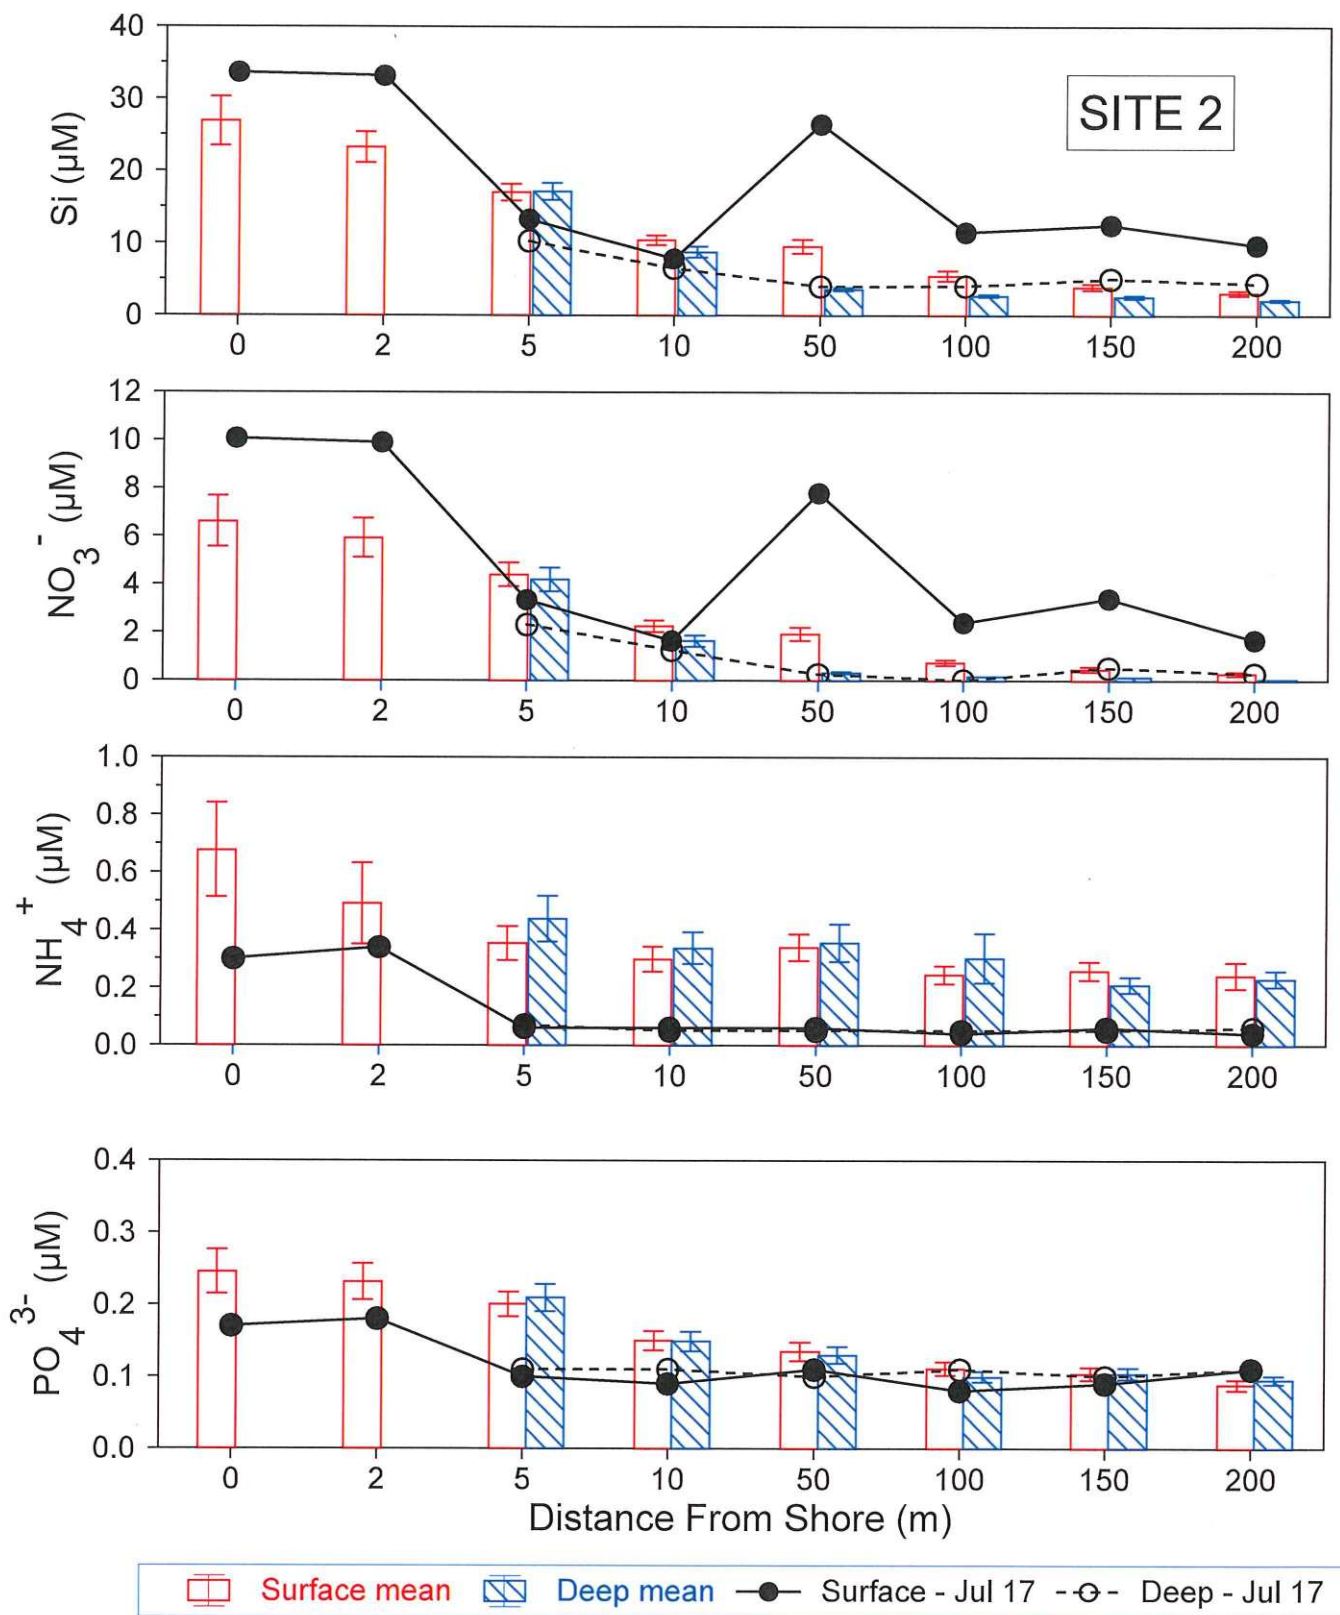 SITE 2
Si (µM)
40
30
20
10
0
0 2 5 10 50 100 150 200
NO3- (µM)
12
10
8
6
4
2
0
0 2 5 10 50 100 150 200
NH4+ (µM)
1.0
0.8
0.6
0.4
0.2
0.0
0 2 5 10 50 100 150 200
PO43- (µM)
0.4
0.3
0.2
0.1
0.0
0 2 5 10 50 100 150 200
Distance From Shore (m)
Surface mean Deep mean Surface - Jul 17 Deep - Jul 17